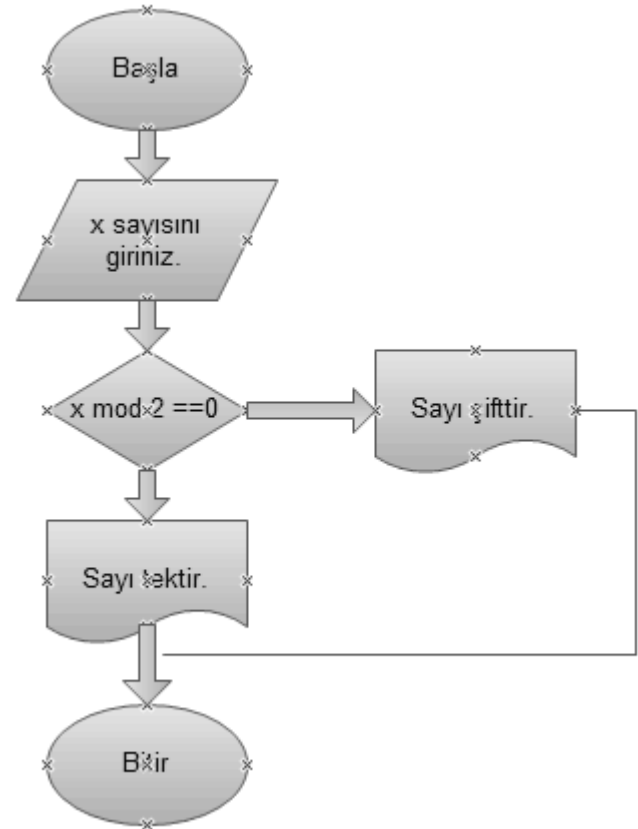 Başla
x sayısını
giriniz.
x mod 2 ==0
Sayı çifttir.
Sayı tektir.
Bitir